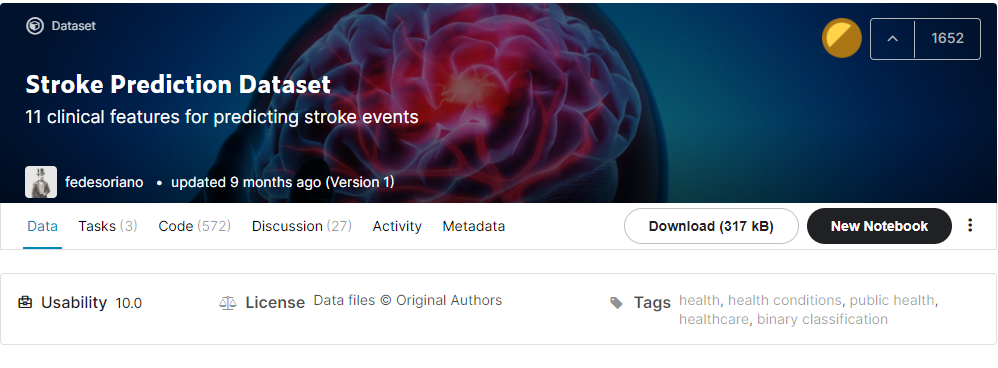 Dataset
1652
Stroke Prediction Dataset
11 clinical features for predicting stroke events
fedesoriano • updated 9 months ago (Version 1)
Data Tasks (3) Code (572) Discussion (27) Activity Metadata Download (317 kB) New Notebook
Usability 10.0 License Data files © Original Authors Tags health, health conditions, public health,
healthcare, binary classification